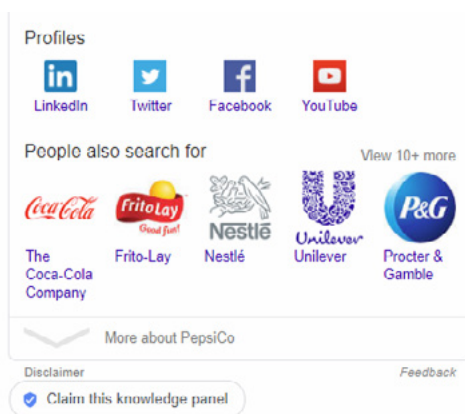 Profiles
in
f
LinkedIn Twitter Facebook YouTube
People also search for
View 10+ more
Coca-Cola
Frito Lay
Good fun!
Nestlé
Unilever
P&G
The Coca-Cola Company
Frito-Lay
Nestlé
Unilever
Procter & Gamble
More about PepsiCo
Disclaimer
Feedback
Claim this knowledge panel